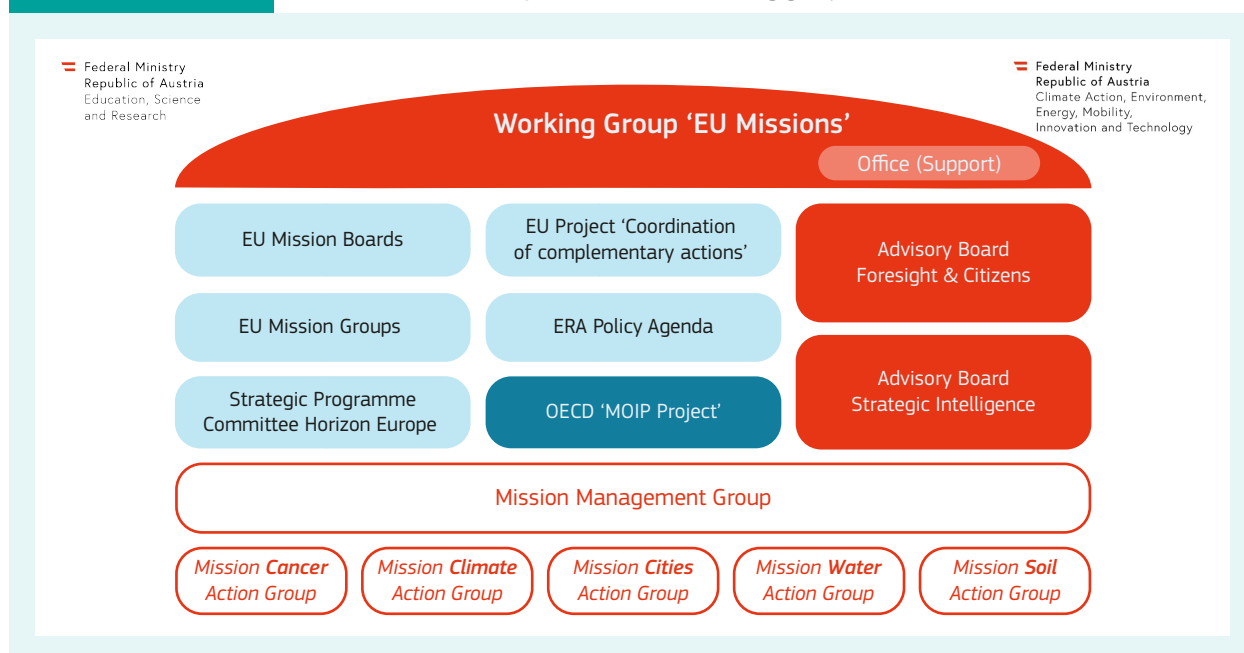 Federal Ministry
Republic of Austria
Education, Science
and Research
Federal Ministry
Republic of Austria
Climate Action, Environment,
Energy, Mobility,
Innovation and Technology
Working Group ‘EU Missions’
Office (Support)
EU Mission Boards
EU Project ‘Coordination
of complementary actions’
Advisory Board
Foresight & Citizens
EU Mission Groups
ERA Policy Agenda
Advisory Board
Strategic Intelligence
Strategic Programme
Committee Horizon Europe
OECD ‘MOIP Project’
Mission Management Group
Mission Cancer
Action Group
Mission Climate
Action Group
Mission Cities
Action Group
Mission Water
Action Group
Mission Soil
Action Group